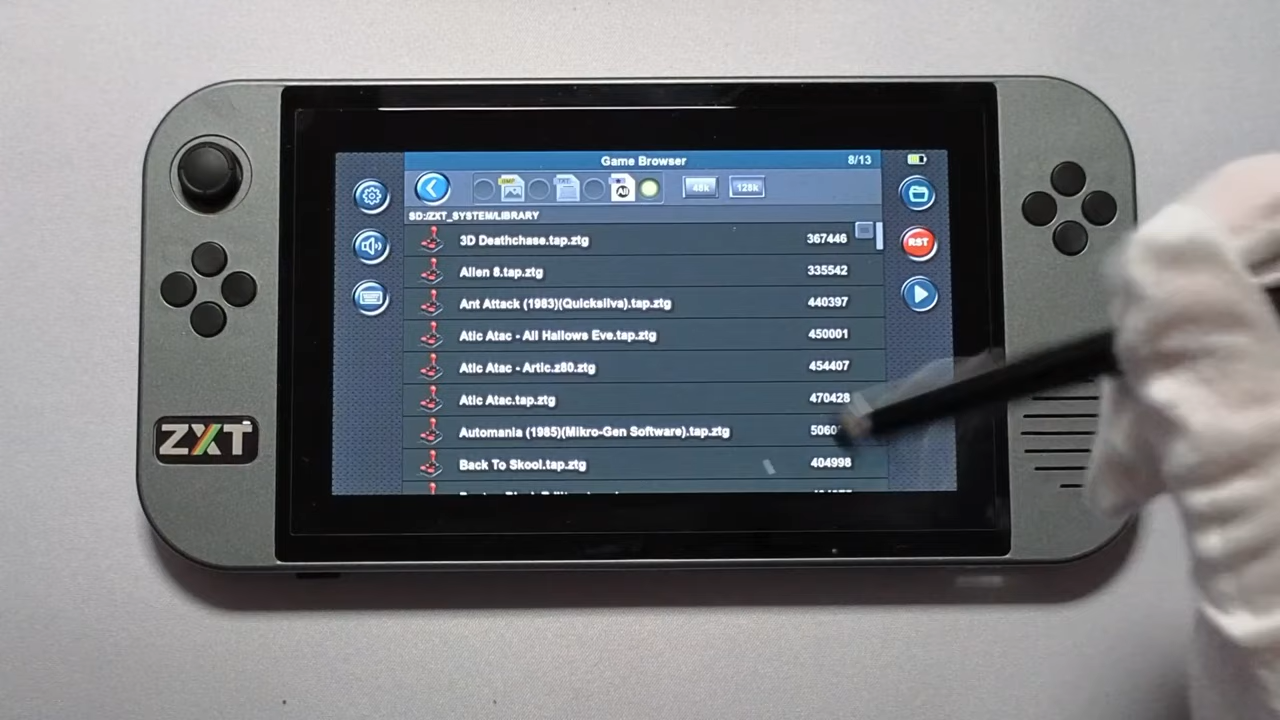 Game Browser 8/13
BMP TXT All 48k 128k
SD:/ZXT_SYSTEM/LIBRARY
3D Deathchase.tap.ztg 367446
RST
Alien 8.tap.ztg 335542
Ant Attack (1983)(Quicksilva).tap.ztg 440397
Atic Atac - All Hallows Eve.tap.ztg 450001
Atic Atac - Artic.z80.ztg 454407
Atic Atac.tap.ztg 470428
Automania (1985)(Mikro-Gen Software).tap.ztg
Back To Skool.tap.ztg 404998
ZXT